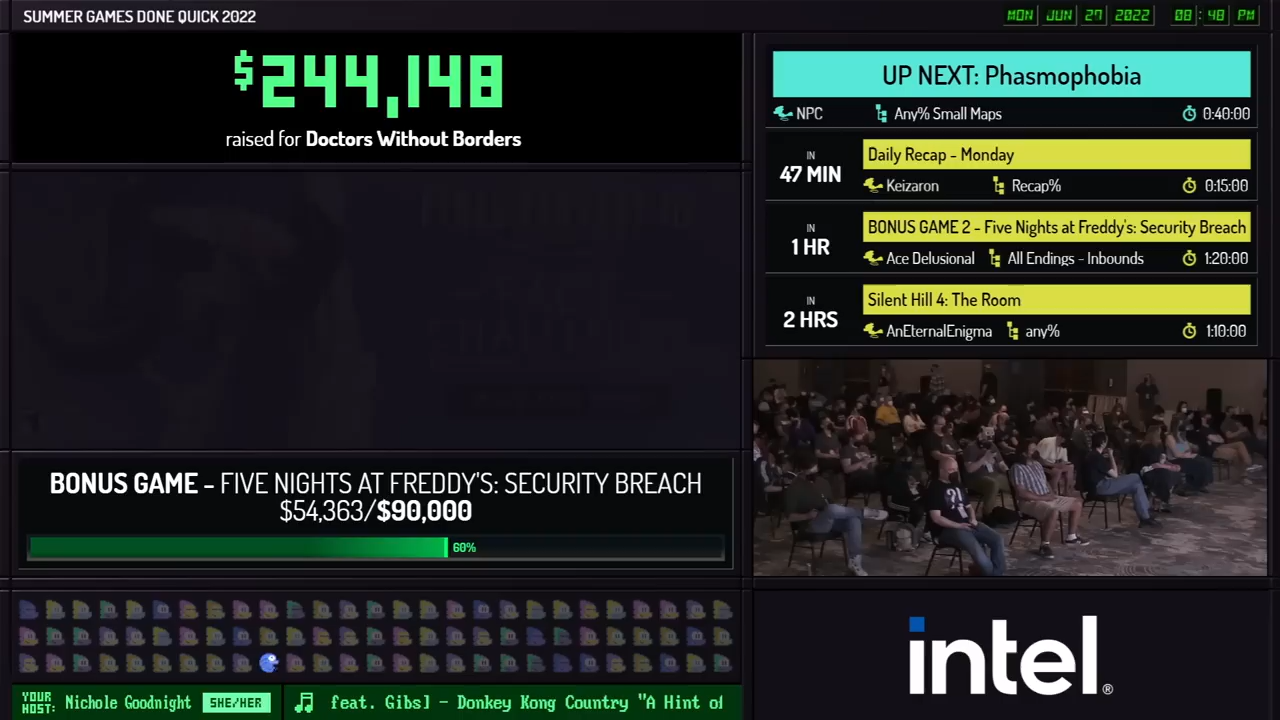 SUMMER GAMES DONE QUICK 2022
MON JUN 27 2022 08:48 PM
$244,148
raised for Doctors Without Borders
UP NEXT: Phasmophobia
NPC Any% Small Maps 0:40:00
IN 47 MIN
Daily Recap - Monday
Keizaron Recap% 0:15:00
IN 1 HR
BONUS GAME 2 - Five Nights at Freddy's: Security Breach
Ace Delusional All Endings - Inbounds 1:20:00
IN 2 HRS
Silent Hill 4: The Room
AnEternalEnigma any% 1:10:00
BONUS GAME - FIVE NIGHTS AT FREDDY'S: SECURITY BREACH
$54,363/$90,000
60%
YOUR HOST: Nichole Goodnight SHE/HER
feat. Gibs] - Donkey Kong Country "A Hint of
intel®